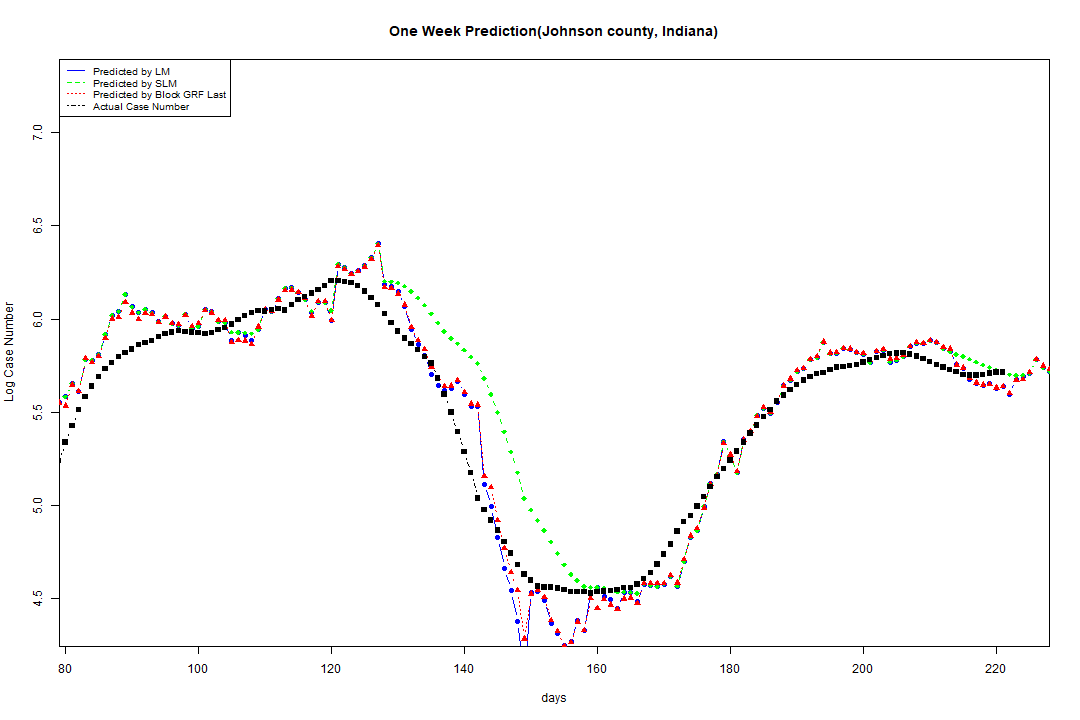 One Week Prediction(Johnson county, Indiana)
Predicted by LM
Predicted by SLM
Predicted by Block GRF Last
Actual Case Number
7.0
6.5
6.0
5.5
5.0
4.5
Log Case Number
80 100 120 140 160 180 200 220
days